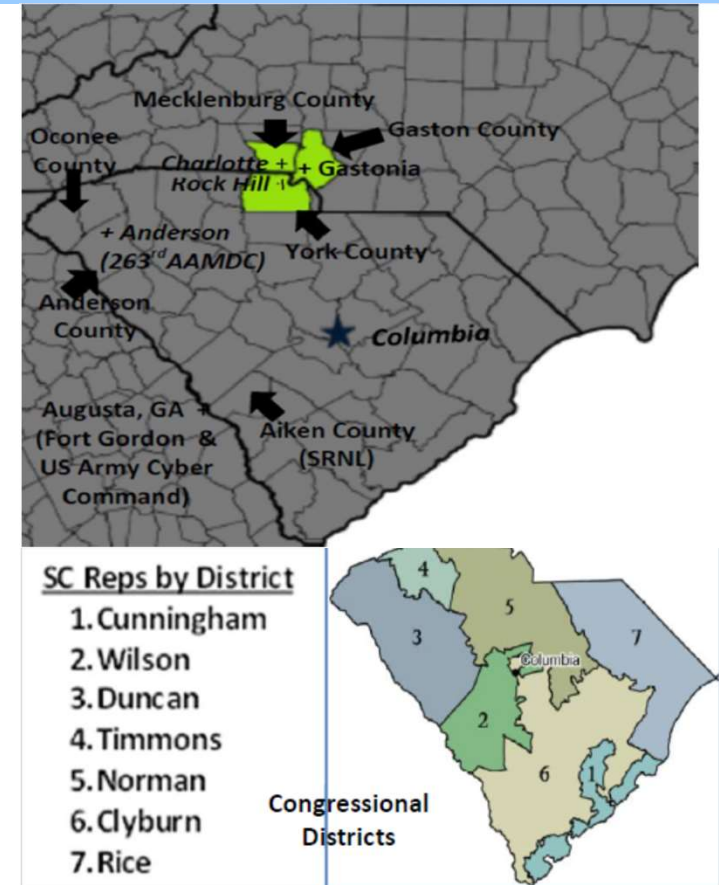 Mecklenburg County
Oconee
County
Gaston County
Charlotte +
+ Gastonia
Rock Hill +
+ Anderson
(263rd AAMDC)
York County
Anderson
County
Columbia
Augusta, GA +
(Fort Gordon &
US Army Cyber
Command)
Aiken County
(SRNL)
SC Reps by District
1. Cunningham
2. Wilson
3. Duncan
4. Timmons
5. Norman
6. Clyburn
7. Rice
Congressional
Districts
4
5
3
7
Columbia
2
6
1